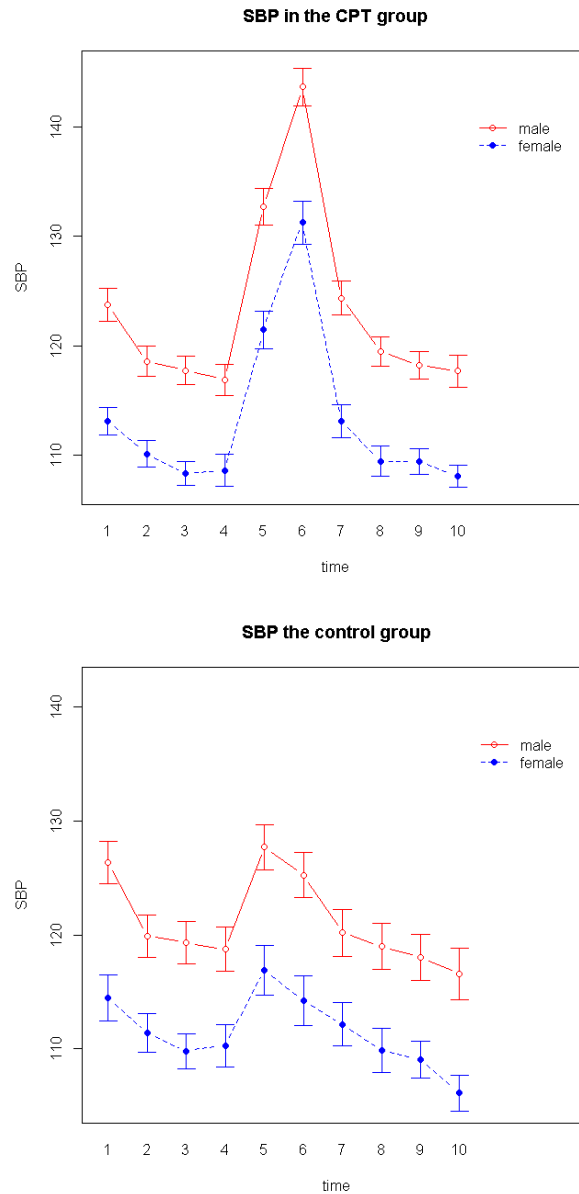 SBP in the CPT group
140
130
120
110
SBP
male
female
1 2 3 4 5 6 7 8 9 10
time
SBP the control group
140
130
120
110
SBP
male
female
1 2 3 4 5 6 7 8 9 10
time